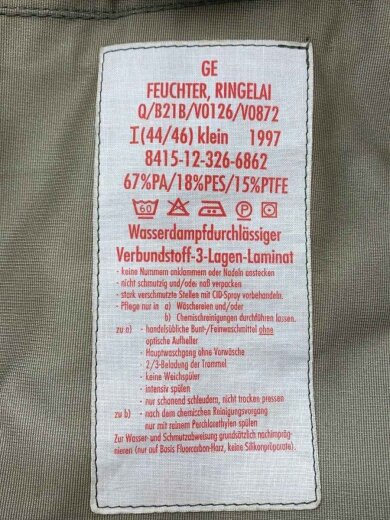 GE
FEUCHTER, RINGELAI
Q/B21B/V0126/V0872
I(44/46) klein 1997
8415-12-326-6862
67%PA/18%PES/15%PTFE
60 P
Wasserdampfdurchlässiger
Verbundstoff-3-Lagen-Laminat
- keine Nummern anklammern oder Nadeln anstecken
- nicht schmutzig und/oder naß verpacken
- stark verschmutzte Stellen mit CID-Spray vorbehandeln.
- Pflege nur in a) Wäschereien und/oder
b) Chemischreinigungen durchführen lassen.
zu a) - handelsübliche Bunt-/Feinwaschmittel ohne
optische Aufheller
- Hauptwaschgang ohne Vorwäsche
- 2/3-Beladung der Trommel
- keine Weichspüler
- intensiv spülen
- nur schonend schleudern, nicht trocken pressen
zu b) - nach dem chemischen Reinigungsvorgang
nur mit reinem Perchlorethylen spülen
Zur Wasser- und Schmutzabweisung grundsätzlich nachimprä-
gnieren (nur auf Basis Fluorcarbon-Harz, keine Silikonpräparate).